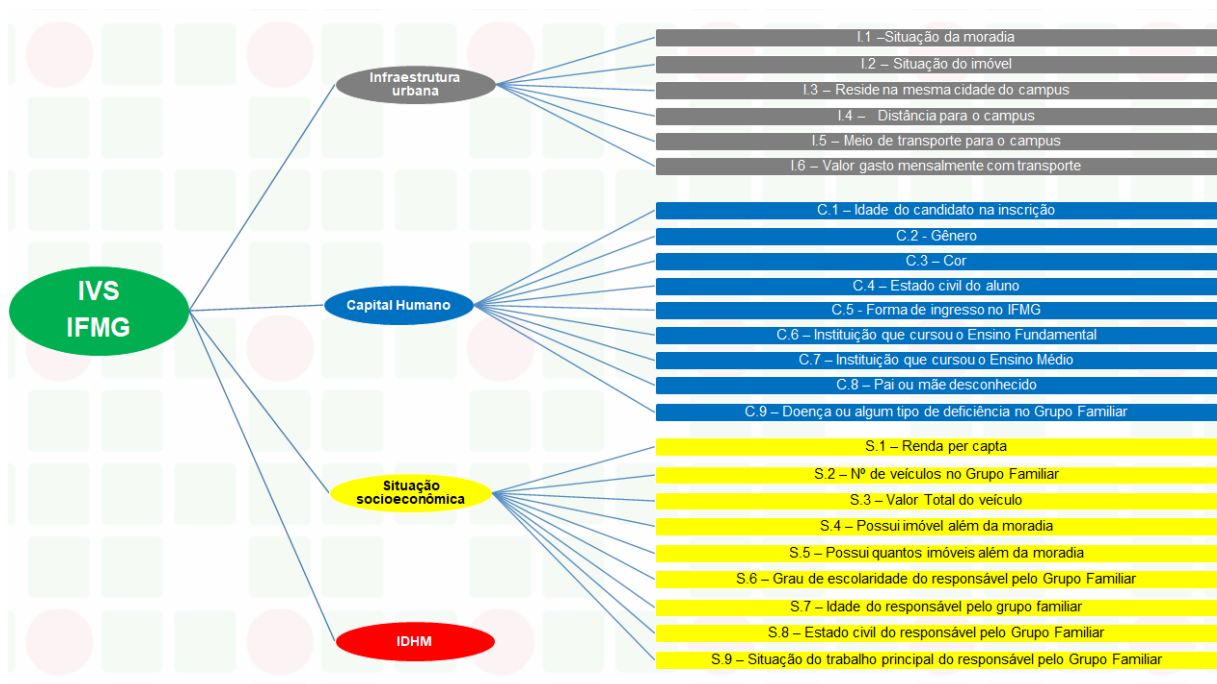 IVS
IFMG
Infraestrutura
urbana
I.1 –Situação da moradia
I.2 – Situação do imóvel
I.3 – Reside na mesma cidade do campus
I.4 – Distância para o campus
I.5 – Meio de transporte para o campus
I.6 – Valor gasto mensalmente com transporte
Capital Humano
C.1 – Idade do candidato na inscrição
C.2 - Gênero
C.3 – Cor
C.4 – Estado civil do aluno
C.5 - Forma de ingresso no IFMG
C.6 – Instituição que cursou o Ensino Fundamental
C.7 – Instituição que cursou o Ensino Médio
C.8 – Pai ou mãe desconhecido
C.9 – Doença ou algum tipo de deficiência no Grupo Familiar
Situação
socioeconômica
S.1 – Renda per capta
S.2 – Nº de veículos no Grupo Familiar
S.3 – Valor Total do veículo
S.4 – Possui imóvel além da moradia
S.5 – Possui quantos imóveis além da moradia
S.6 – Grau de escolaridade do responsável pelo Grupo Familiar
S.7 – Idade do responsável pelo grupo familiar
S.8 – Estado civil do responsável pelo Grupo Familiar
S.9 – Situação do trabalho principal do responsável pelo Grupo Familiar
IDHM